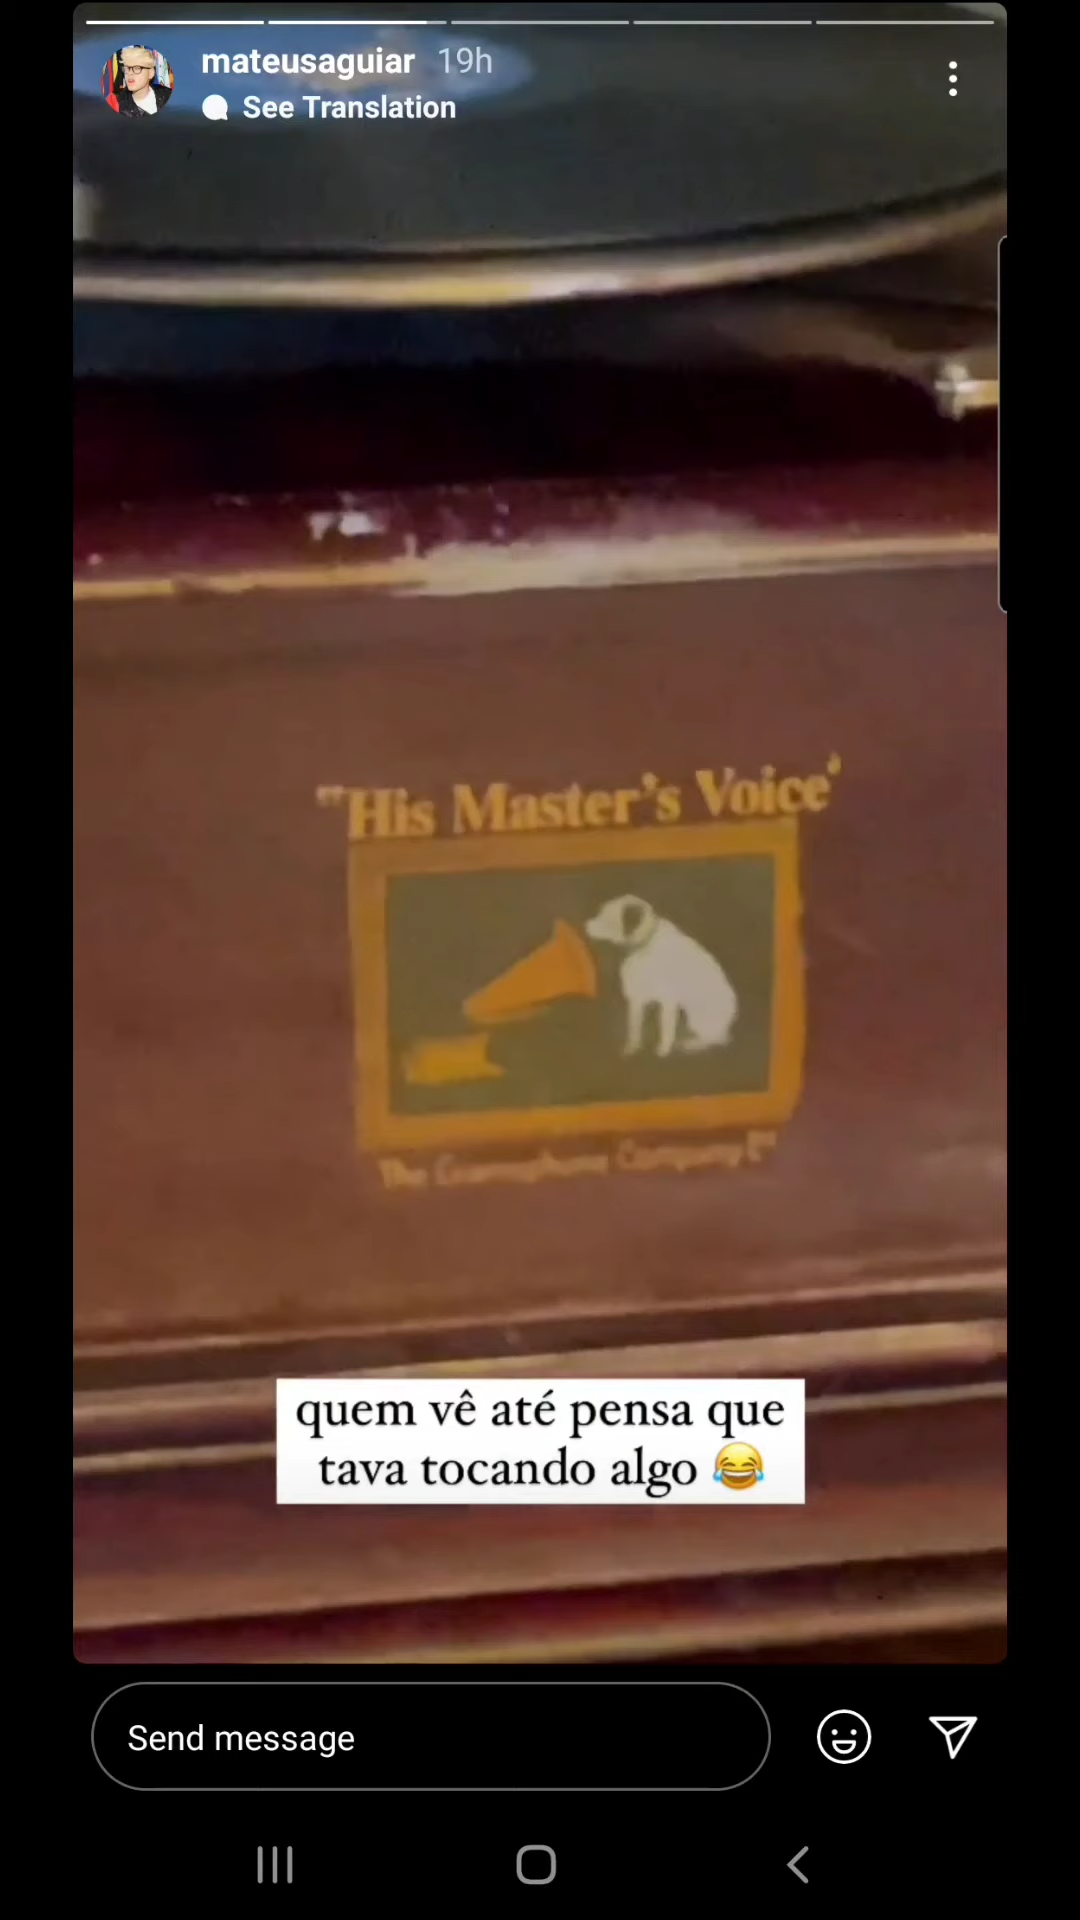 mateusaguiar 19h
See Translation
"His Master's Voice"
The Gramophone Company Ltd
quem vê até pensa que
tava tocando algo 😂
Send message